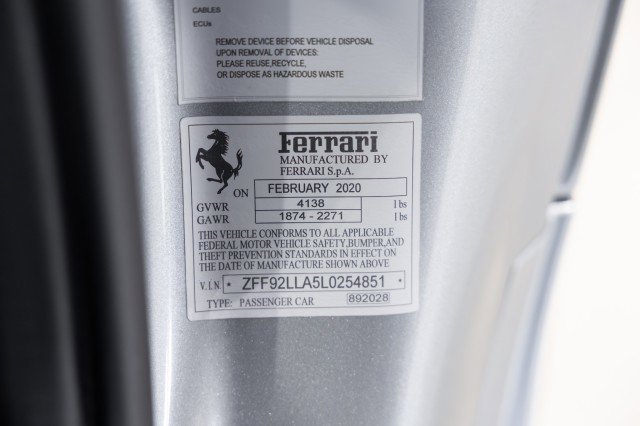 CABLES
ECUs
REMOVE DEVICE BEFORE VEHICLE DISPOSAL
UPON REMOVAL OF DEVICES:
PLEASE REUSE,RECYCLE,
OR DISPOSE AS HAZARDOUS WASTE
Ferrari
MANUFACTURED BY
FERRARI S.p.A.
ON FEBRUARY 2020
GVWR 4138 lbs
GAWR 1874 - 2271 lbs
THIS VEHICLE CONFORMS TO ALL APPLICABLE
FEDERAL MOTOR VEHICLE SAFETY,BUMPER,AND
THEFT PREVENTION STANDARDS IN EFFECT ON
THE DATE OF MANUFACTURE SHOWN ABOVE
V.I.N. * ZFF92LLA5L0254851 *
TYPE: PASSENGER CAR 892028